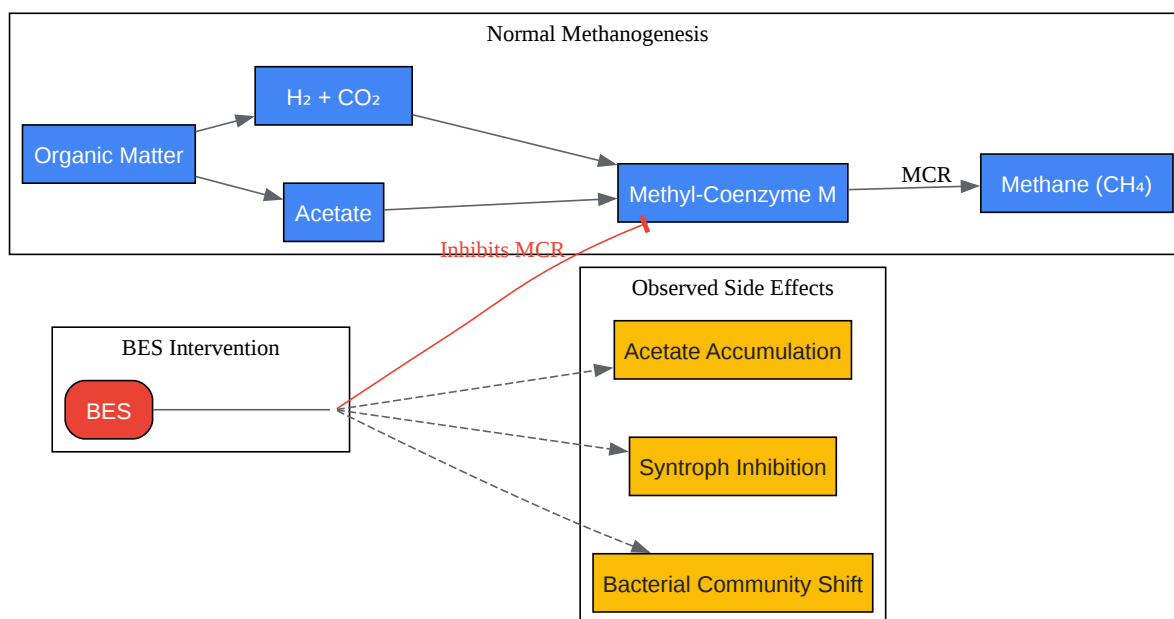 Normal Methanogenesis
H₂ + CO₂
Organic Matter
Acetate
Methyl-Coenzyme M
MCR
Methane (CH₄)
Inhibits MCR
BES Intervention
BES
Observed Side Effects
Acetate Accumulation
Syntroph Inhibition
Bacterial Community Shift